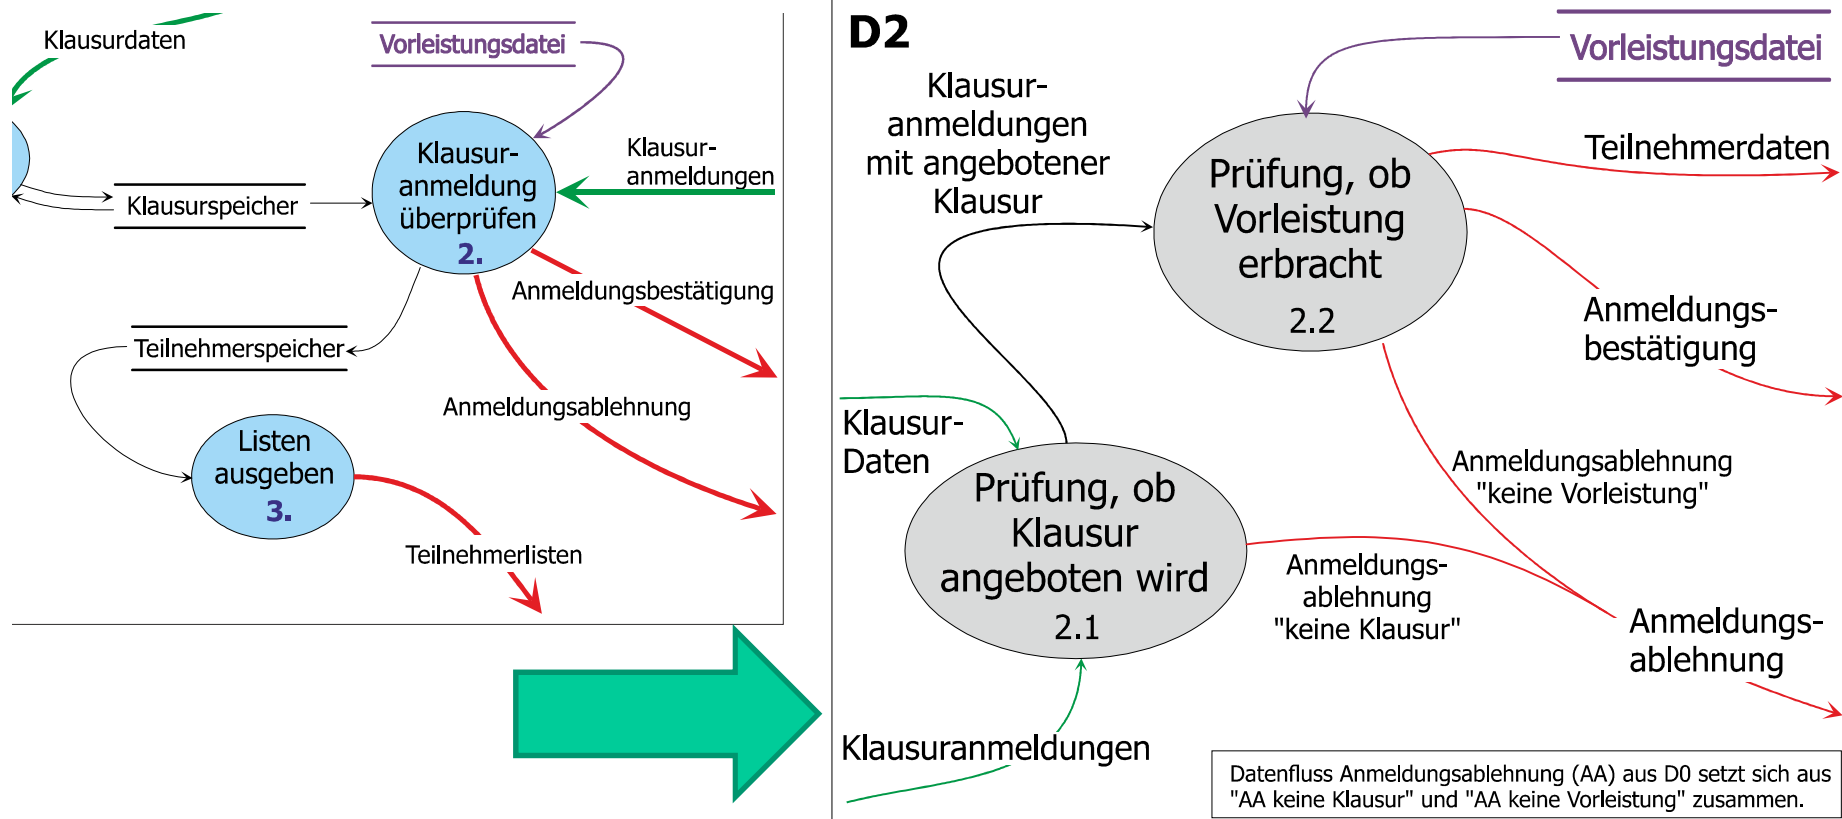 Klausurdaten
Vorleistungsdatei
Klausur-
anmeldung
überprüfen
2.
Klausur-
anmeldungen
Klausurspeicher
Anmeldungsbestätigung
Teilnehmerspeicher
Anmeldungsablehnung
Listen
ausgeben
3.
Teilnehmerlisten
D2
Vorleistungsdatei
Klausur-
anmeldungen
mit angebotener
Klausur
Prüfung, ob
Vorleistung
erbracht
2.2
Teilnehmerdaten
Anmeldungs-
bestätigung
Klausur-
Daten
Anmeldungsablehnung
"keine Vorleistung"
Prüfung, ob
Klausur
angeboten wird
2.1
Anmeldungs-
ablehnung
"keine Klausur"
Anmeldungs-
ablehnung
Klausuranmeldungen
Datenfluss Anmeldungsablehnung (AA) aus D0 setzt sich aus
"AA keine Klausur" und "AA keine Vorleistung" zusammen.